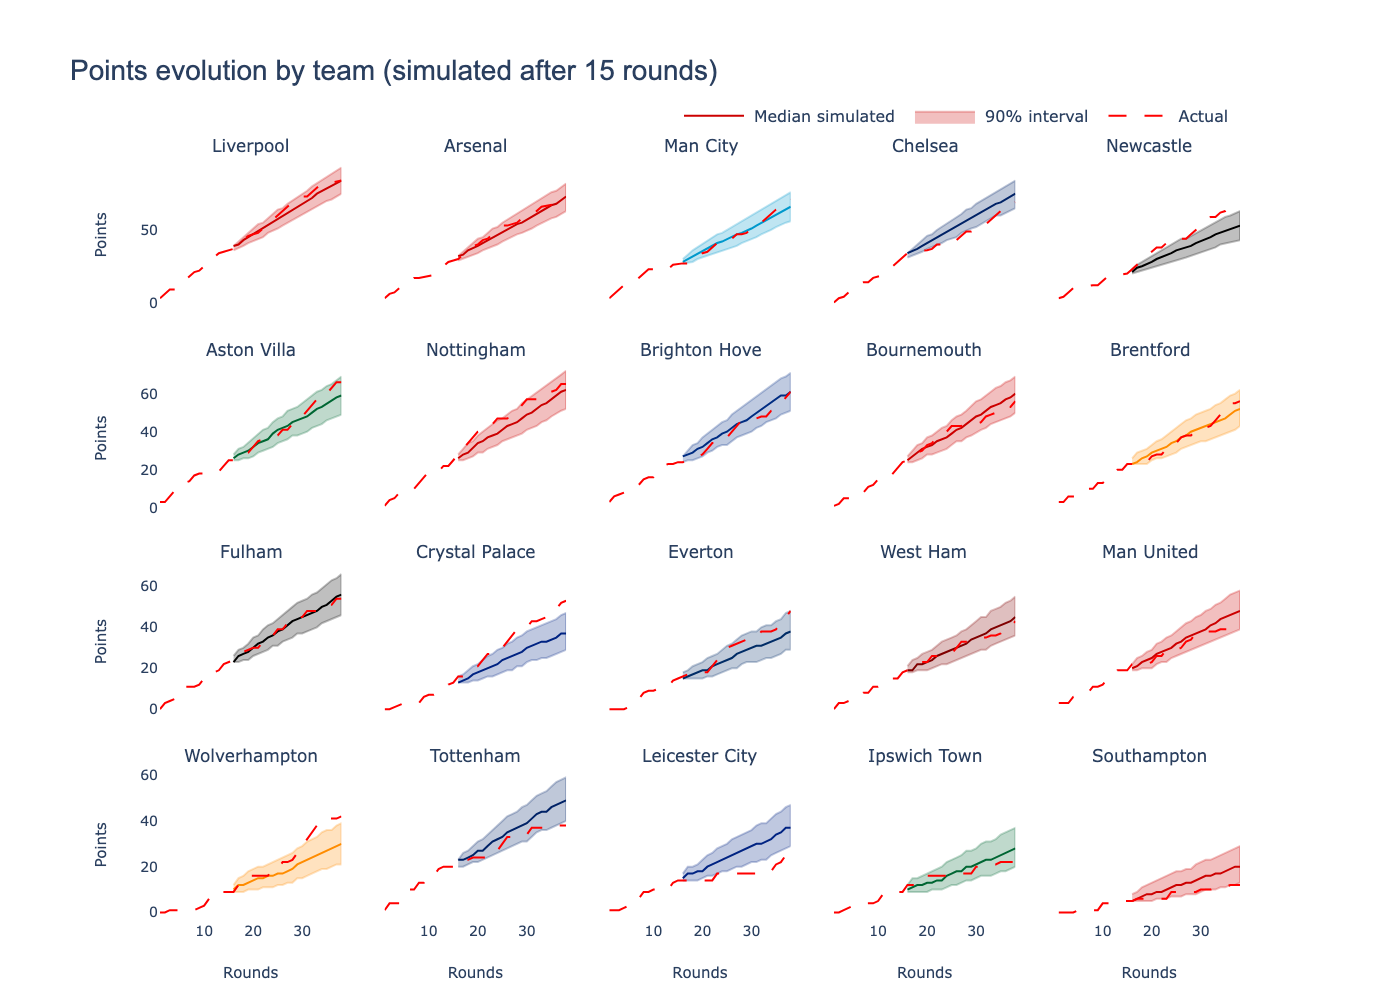 Points evolution by team (simulated after 15 rounds)
Median simulated 90% interval Actual
Liverpool Arsenal Man City Chelsea Newcastle
Points
50
0
Aston Villa Nottingham Brighton Hove Bournemouth Brentford
Points
60
40
20
0
Fulham Crystal Palace Everton West Ham Man United
Points
60
40
20
0
Wolverhampton Tottenham Leicester City Ipswich Town Southampton
Points
60
40
20
0
10 20 30 10 20 30 10 20 30 10 20 30 10 20 30
Rounds Rounds Rounds Rounds Rounds